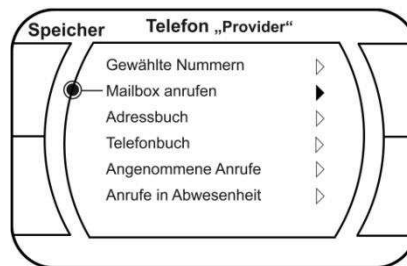 Speicher
Telefon „Provider“
Gewählte Nummern
Mailbox anrufen
Adressbuch
Telefonbuch
Angenommene Anrufe
Anrufe in Abwesenheit